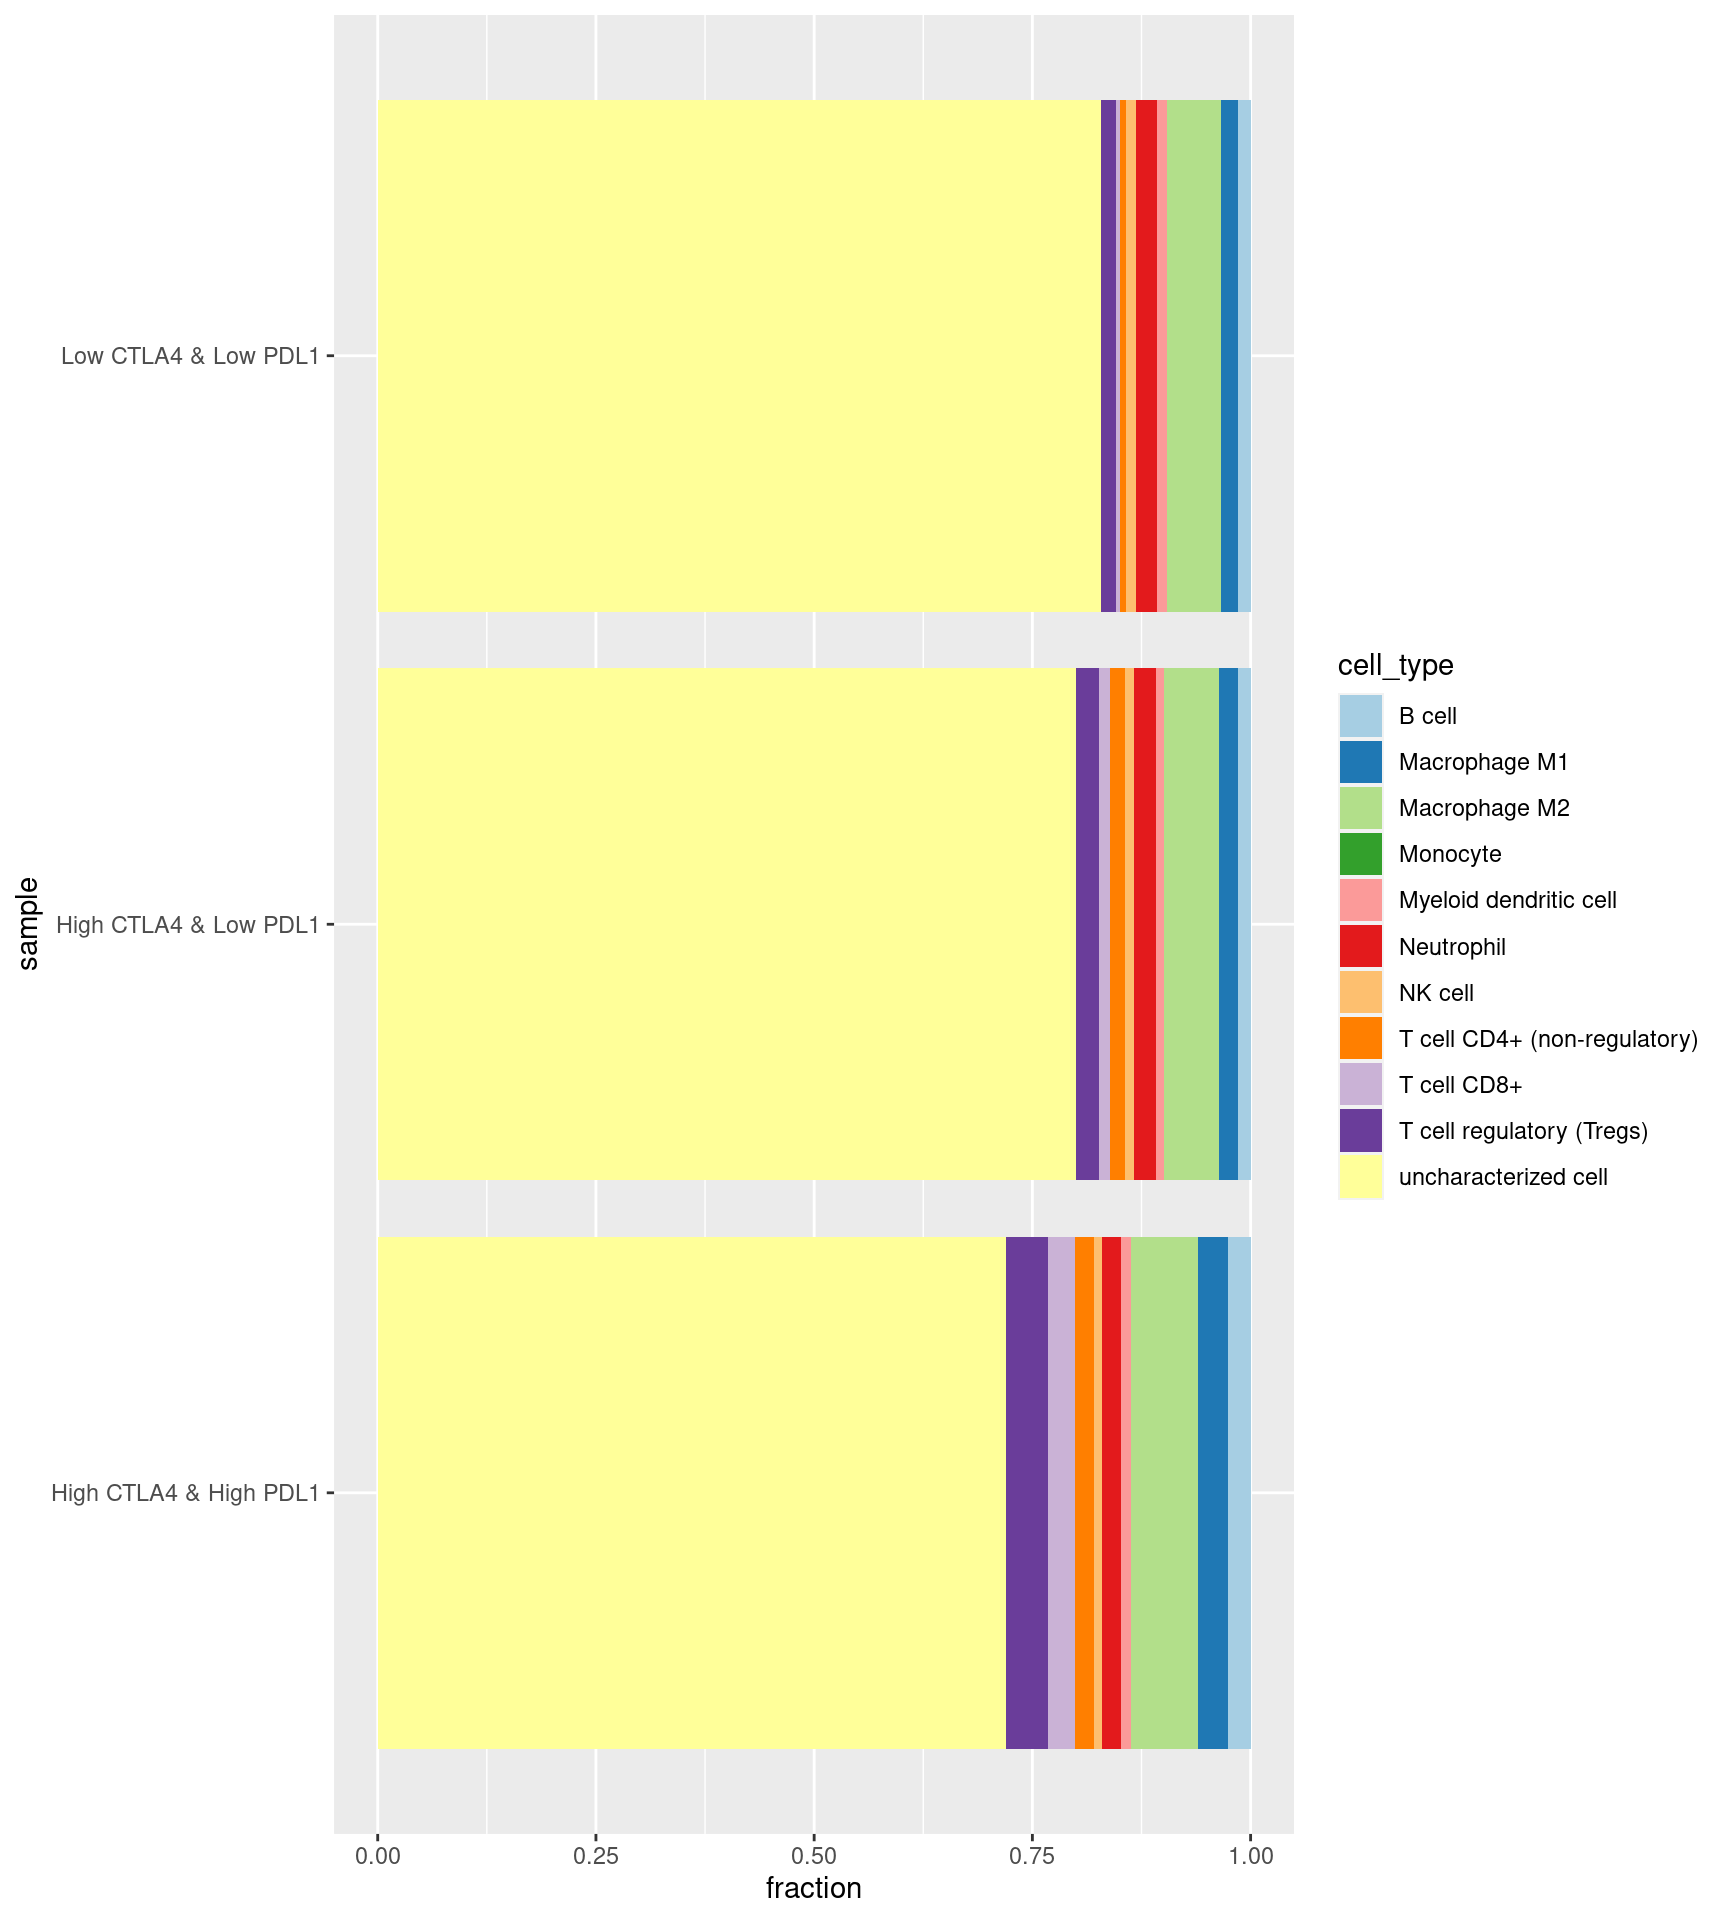 sample
Low CTLA4 & Low PDL1
High CTLA4 & Low PDL1
High CTLA4 & High PDL1
0.00 0.25 0.50 0.75 1.00
fraction
cell_type
B cell
Macrophage M1
Macrophage M2
Monocyte
Myeloid dendritic cell
Neutrophil
NK cell
T cell CD4+ (non-regulatory)
T cell CD8+
T cell regulatory (Tregs)
uncharacterized cell